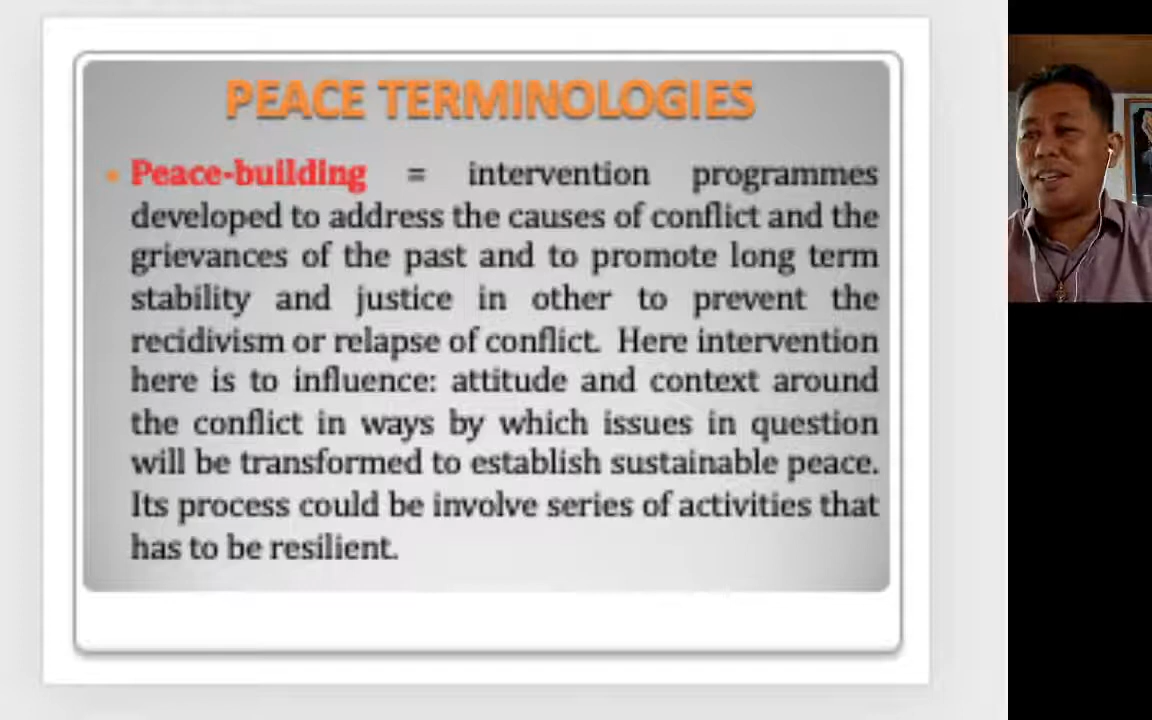 PEACE TERMINOLOGIES
Peace-building = intervention programmes
developed to address the causes of conflict and the
grievances of the past and to promote long term
stability and justice in other to prevent the
recidivism or relapse of conflict. Here intervention
here is to influence: attitude and context around
the conflict in ways by which issues in question
will be transformed to establish sustainable peace.
Its process could be involve series of activities that
has to be resilient.